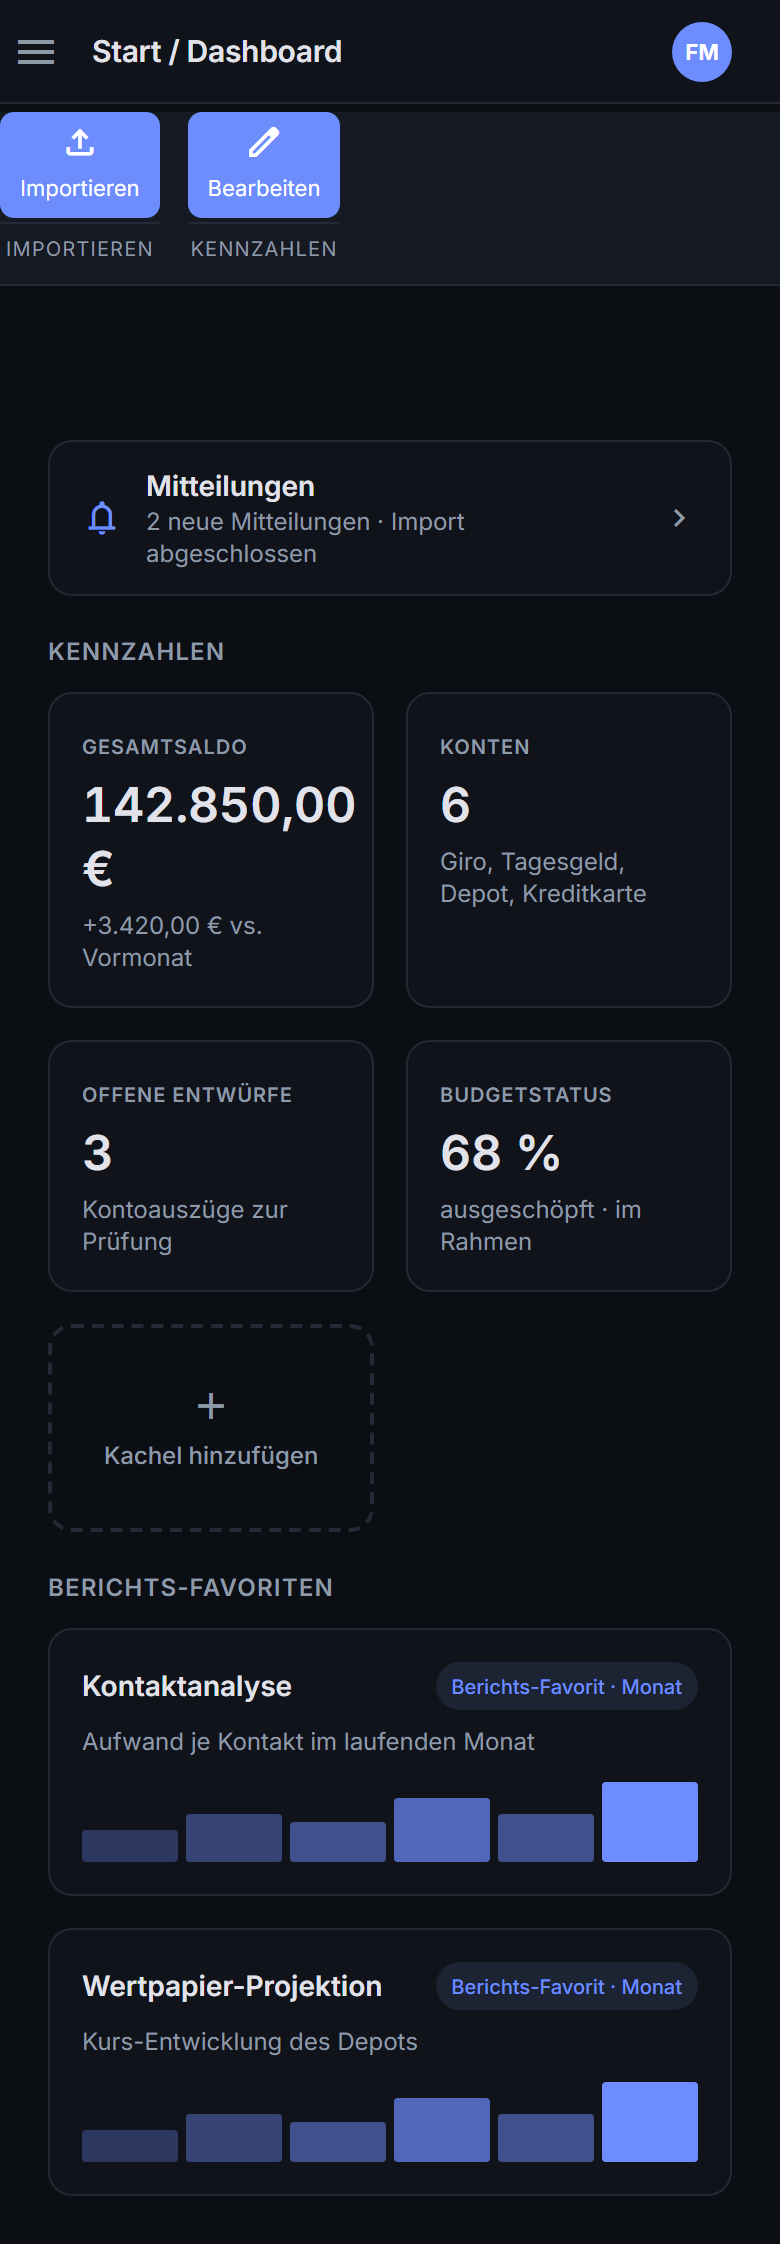 Start / Dashboard
FM
Importieren
Bearbeiten
IMPORTIEREN
KENNZAHLEN
Mitteilungen
2 neue Mitteilungen · Import
abgeschlossen
KENNZAHLEN
GESAMTSALDO
142.850,00
€
+3.420,00 € vs.
Vormonat
KONTEN
6
Giro, Tagesgeld,
Depot, Kreditkarte
OFFENE ENTWÜRFE
3
Kontoauszüge zur
Prüfung
BUDGETSTATUS
68 %
ausgeschöpft · im
Rahmen
Kachel hinzufügen
BERICHTS-FAVORITEN
Kontaktanalyse
Berichts-Favorit · Monat
Aufwand je Kontakt im laufenden Monat
Wertpapier-Projektion
Berichts-Favorit · Monat
Kurs-Entwicklung des Depots